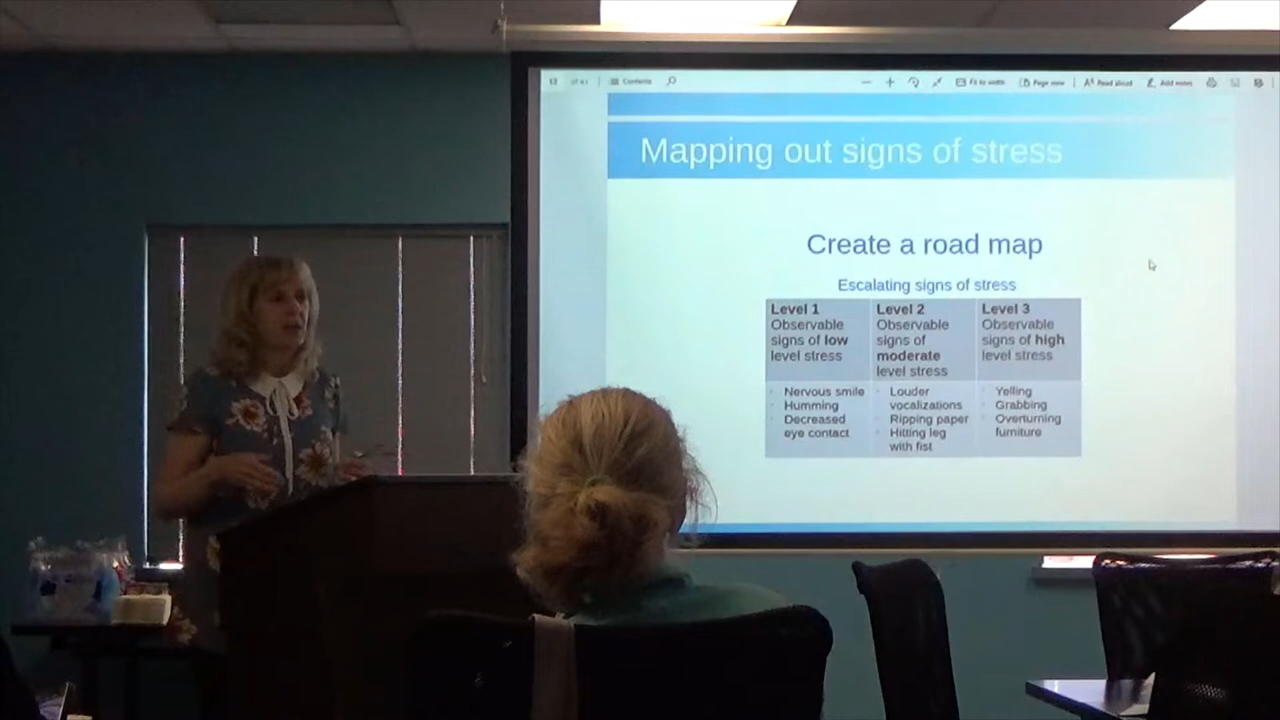 12 of 41 Contents Fit to width Page view Read aloud Add notes
Mapping out signs of stress
Create a road map
Escalating signs of stress
Level 1
Observable
signs of low
level stress
Level 2
Observable
signs of
moderate
level stress
Level 3
Observable
signs of high
level stress
Nervous smile
Humming
Decreased
eye contact
Louder
vocalizations
Ripping paper
Hitting leg
with fist
Yelling
Grabbing
Overturning
furniture